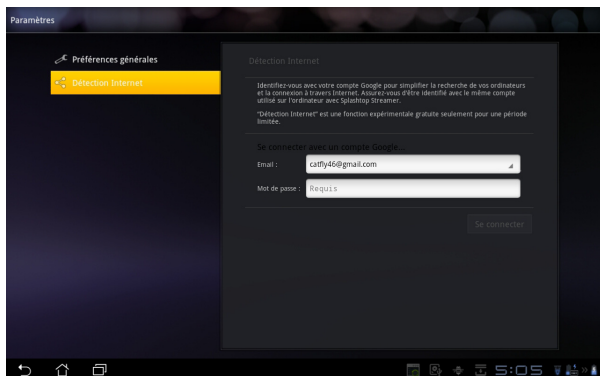 Paramètres
Préférences générales
Détection Internet
Détection Internet
Identifiez-vous avec votre compte Google pour simplifier la recherche de vos ordinateurs
et la connexion à travers Internet. Assurez-vous d'être identifié avec le même compte
utilisé sur l'ordinateur avec Splashtop Streamer.
"Détection Internet" est une fonction expérimentale gratuite seulement pour une période
limitée.
Se connecter avec un compte Google...
Email :
catfly46@gmail.com
Mot de passe :
Requis
Se connecter
5:05